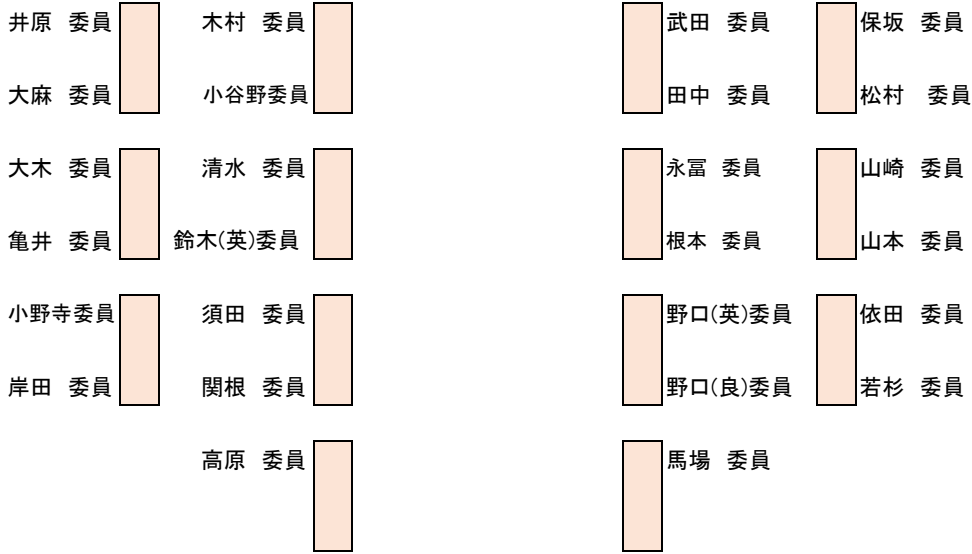 井原　委員　木村　委員　武田　委員　保坂　委員
大麻　委員　小谷野委員　田中　委員　松村　委員
大木　委員　清水　委員　永冨　委員　山崎　委員
亀井　委員　鈴木(英)委員　根本　委員　山本　委員
小野寺委員　須田　委員　野口(英)委員　依田　委員
岸田　委員　関根　委員　野口(良)委員　若杉　委員
高原　委員　馬場　委員